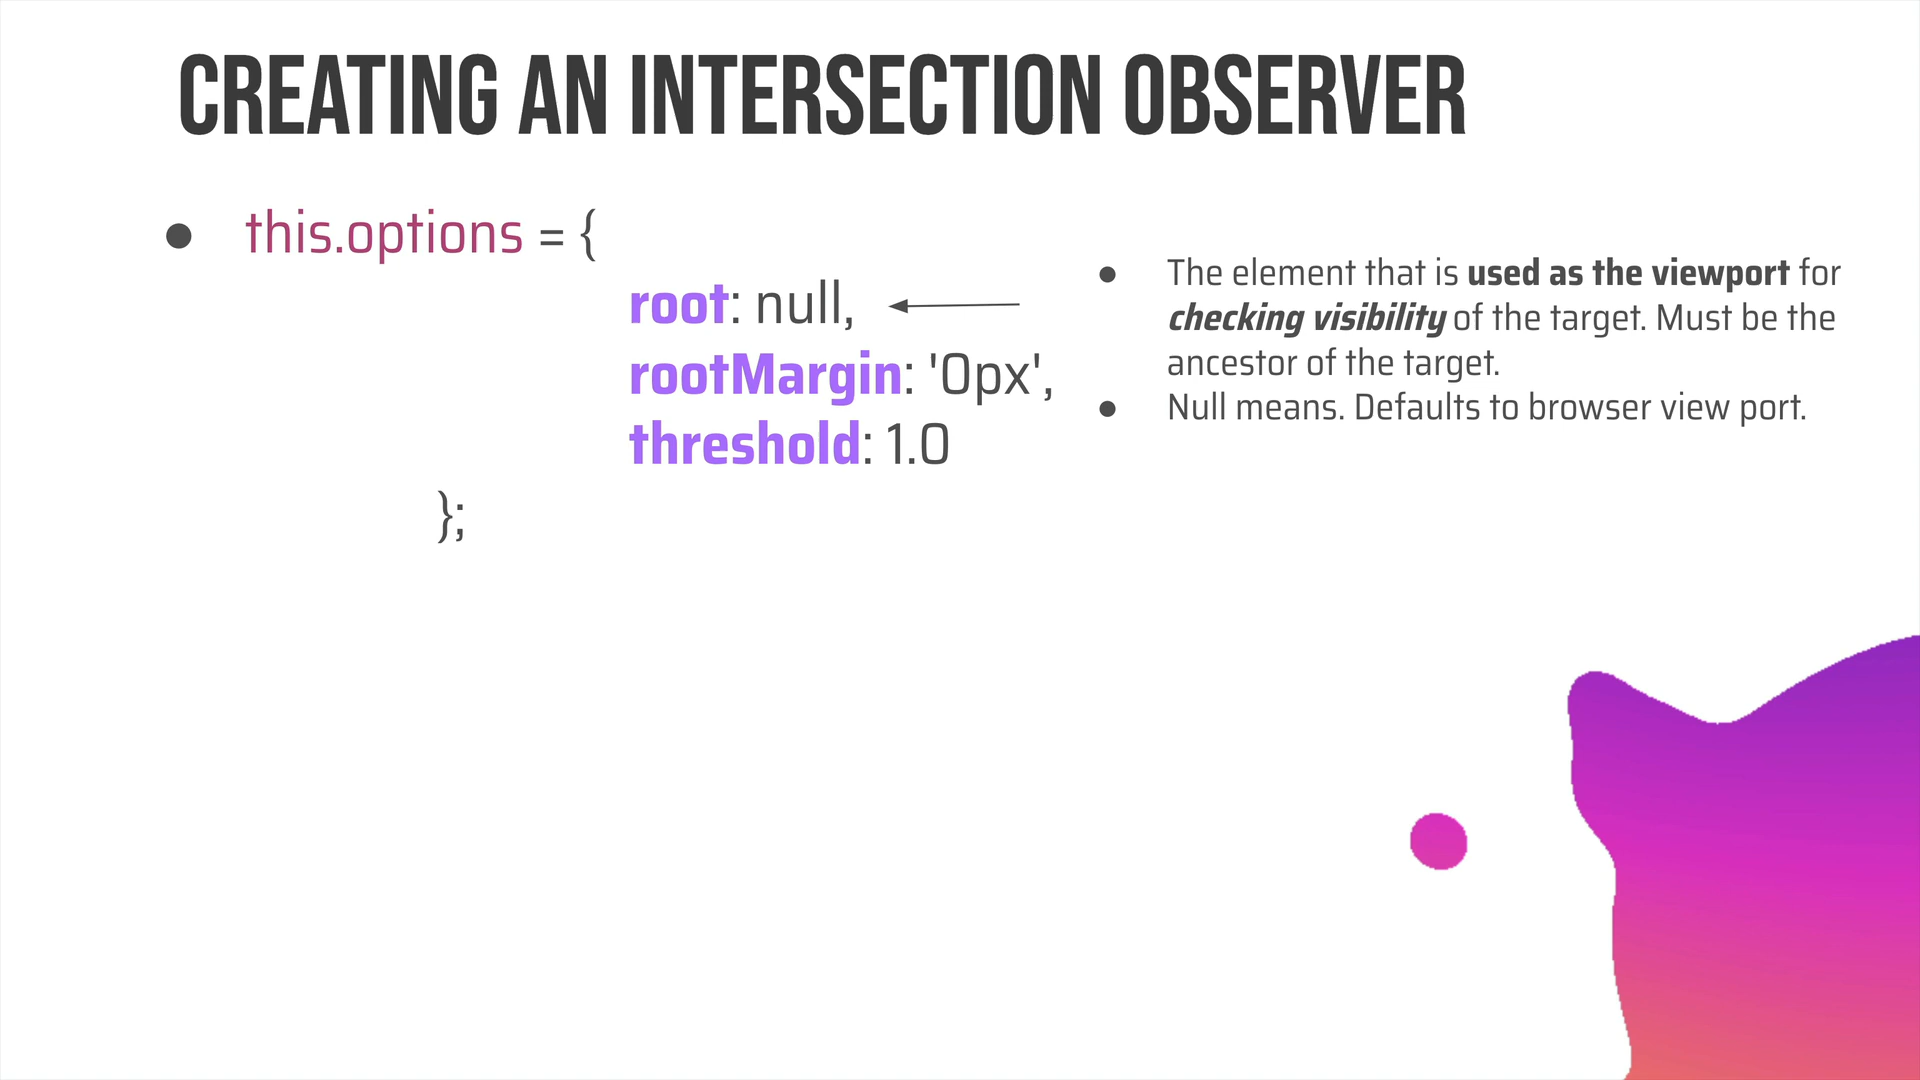 CREATING AN INTERSECTION OBSERVER
● this.options = {
root: null,
rootMargin: '0px',
threshold: 1.0
};
● The element that is used as the viewport for
checking visibility of the target. Must be the
ancestor of the target.
● Null means. Defaults to browser view port.